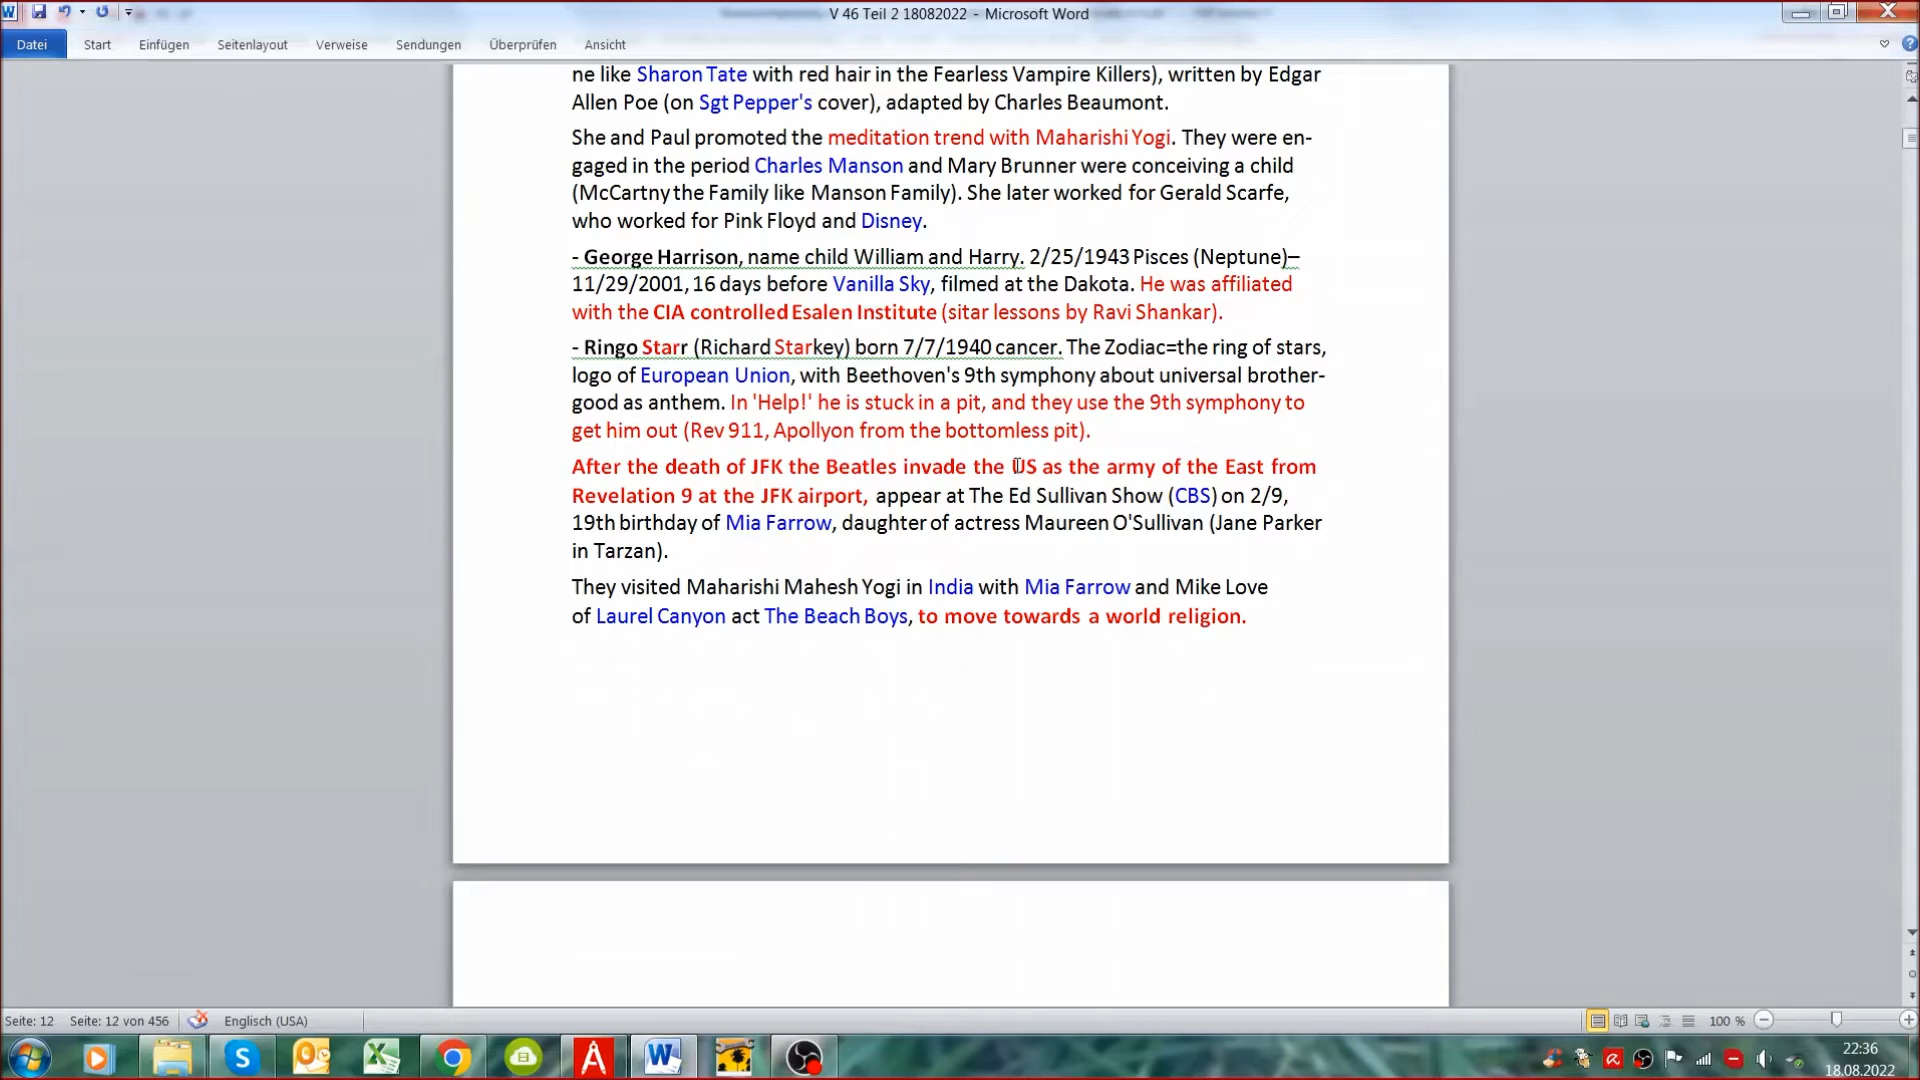 V 46 Teil 2 18082022 - Microsoft Word
Datei Start Einfügen Seitenlayout Verweise Sendungen Überprüfen Ansicht
ne like Sharon Tate with red hair in the Fearless Vampire Killers), written by Edgar
Allen Poe (on Sgt Pepper's cover), adapted by Charles Beaumont.
She and Paul promoted the meditation trend with Maharishi Yogi. They were en-
gaged in the period Charles Manson and Mary Brunner were conceiving a child
(McCartny the Family like Manson Family). She later worked for Gerald Scarfe,
who worked for Pink Floyd and Disney.
- George Harrison, name child William and Harry. 2/25/1943 Pisces (Neptune)–
11/29/2001, 16 days before Vanilla Sky, filmed at the Dakota. He was affiliated
with the CIA controlled Esalen Institute (sitar lessons by Ravi Shankar).
- Ringo Starr (Richard Starkey) born 7/7/1940 cancer. The Zodiac=the ring of stars,
logo of European Union, with Beethoven's 9th symphony about universal brother-
good as anthem. In 'Help!' he is stuck in a pit, and they use the 9th symphony to
get him out (Rev 911, Apollyon from the bottomless pit).
After the death of JFK the Beatles invade the US as the army of the East from
Revelation 9 at the JFK airport, appear at The Ed Sullivan Show (CBS) on 2/9,
19th birthday of Mia Farrow, daughter of actress Maureen O'Sullivan (Jane Parker
in Tarzan).
They visited Maharishi Mahesh Yogi in India with Mia Farrow and Mike Love
of Laurel Canyon act The Beach Boys, to move towards a world religion.
Seite: 12 Seite: 12 von 456 Englisch (USA) 100 %
22:36
18.08.2022